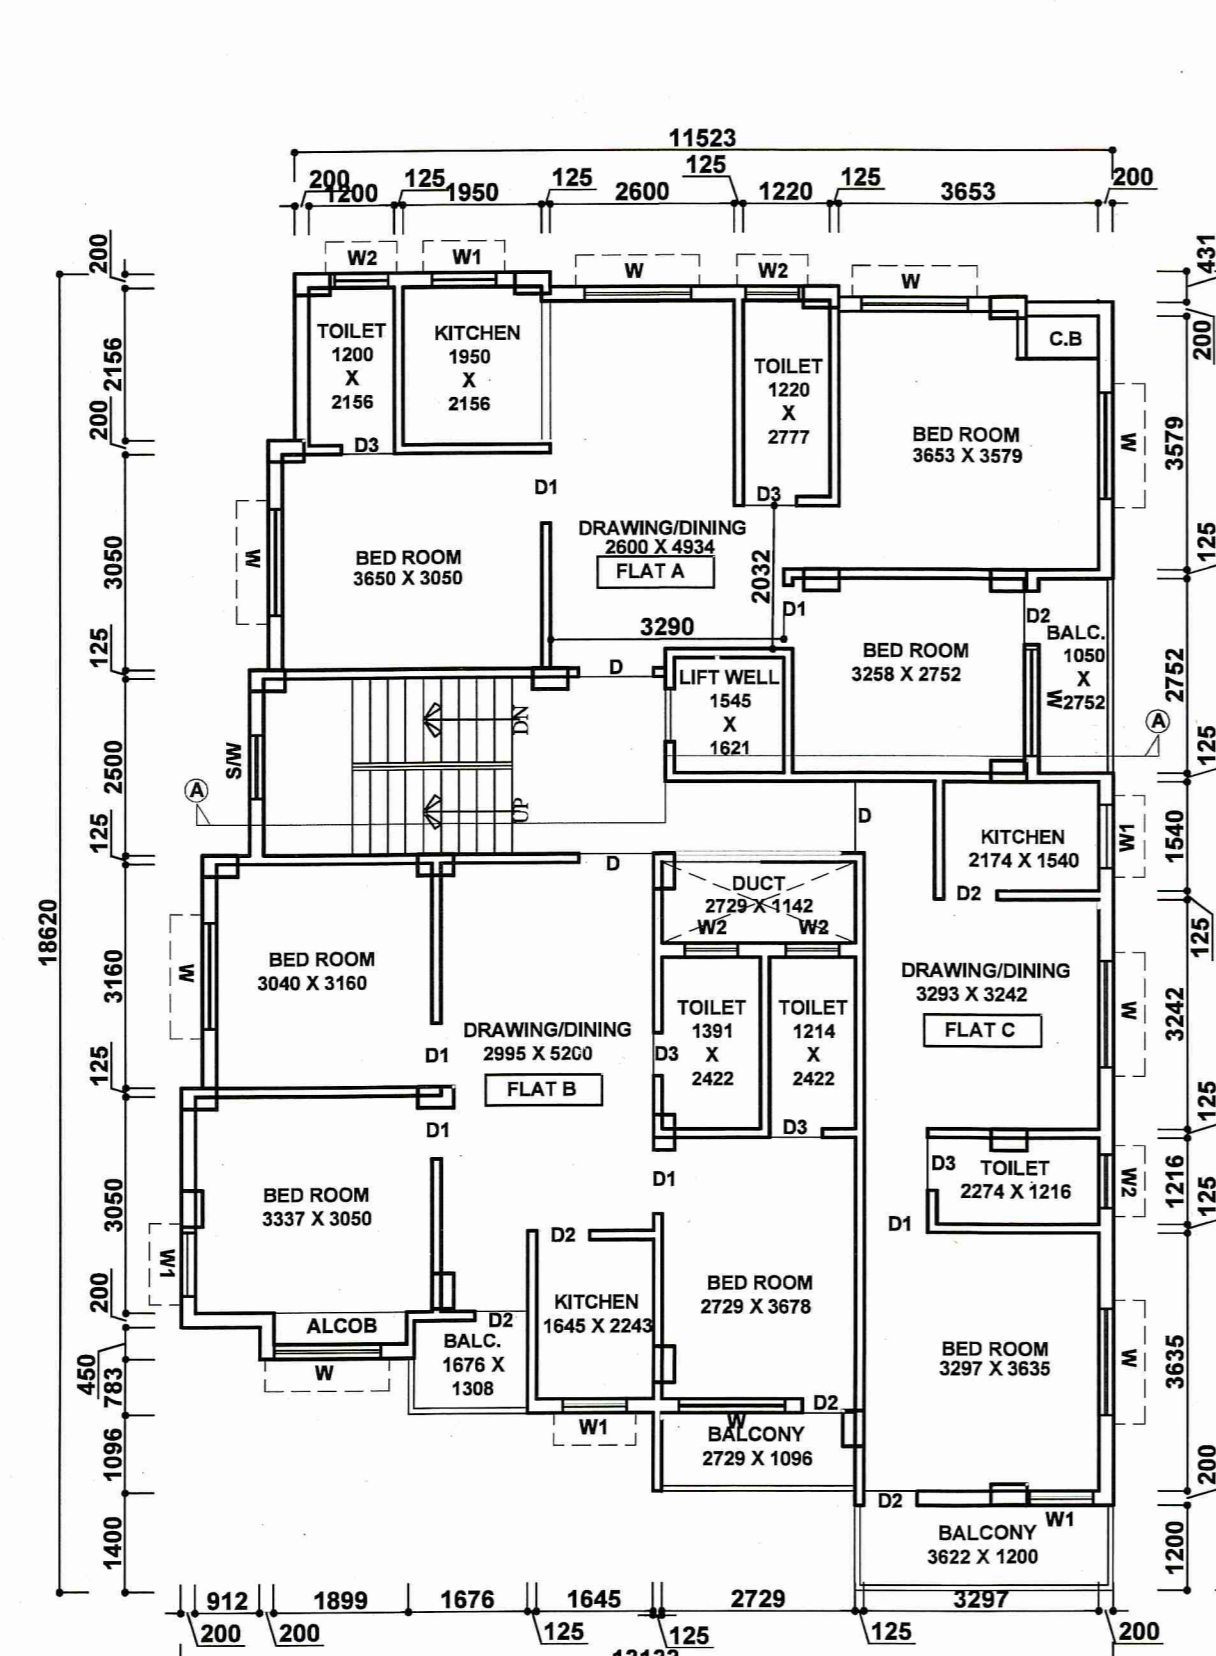 11523
200
1200
125
1950
125
2600
125
1220
125
3653
200
200
2156
200
3050
125
2500
125
3160
125
3050
200
450
783
1096
1400
18620
431
200
3579
125
2752
125
1540
125
3242
125
1216
125
3635
200
1200
W2
W1
W
W2
W
TOILET
1200
X
2156
KITCHEN
1950
X
2156
TOILET
1220
X
2777
C.B
BED ROOM
3653 X 3579
W
D3
D1
D3
DRAWING/DINING
2600 X 4934
FLAT A
W
BED ROOM
3650 X 3050
2032
3290
D1
D2
BED ROOM
3258 X 2752
BALC.
1050
X
2752
W
D
LIFT WELL
1545
X
1621
DN
UP
S/W
A
A
D
KITCHEN
2174 X 1540
W1
D2
D
DUCT
2729 X 1142
W2
W2
BED ROOM
3040 X 3160
W
DRAWING/DINING
2995 X 5200
FLAT B
D1
D3
TOILET
1391
X
2422
TOILET
1214
X
2422
DRAWING/DINING
3293 X 3242
FLAT C
W
D1
D1
D3
D3
TOILET
2274 X 1216
W2
D1
BED ROOM
3337 X 3050
W1
D2
KITCHEN
1645 X 2243
BED ROOM
2729 X 3678
BED ROOM
3297 X 3635
W
ALCOB
W
D2
BALC.
1676 X
1308
W1
W
D2
BALCONY
2729 X 1096
D2
W1
BALCONY
3622 X 1200
912
1899
1676
1645
2729
3297
200
200
125
125
125
200